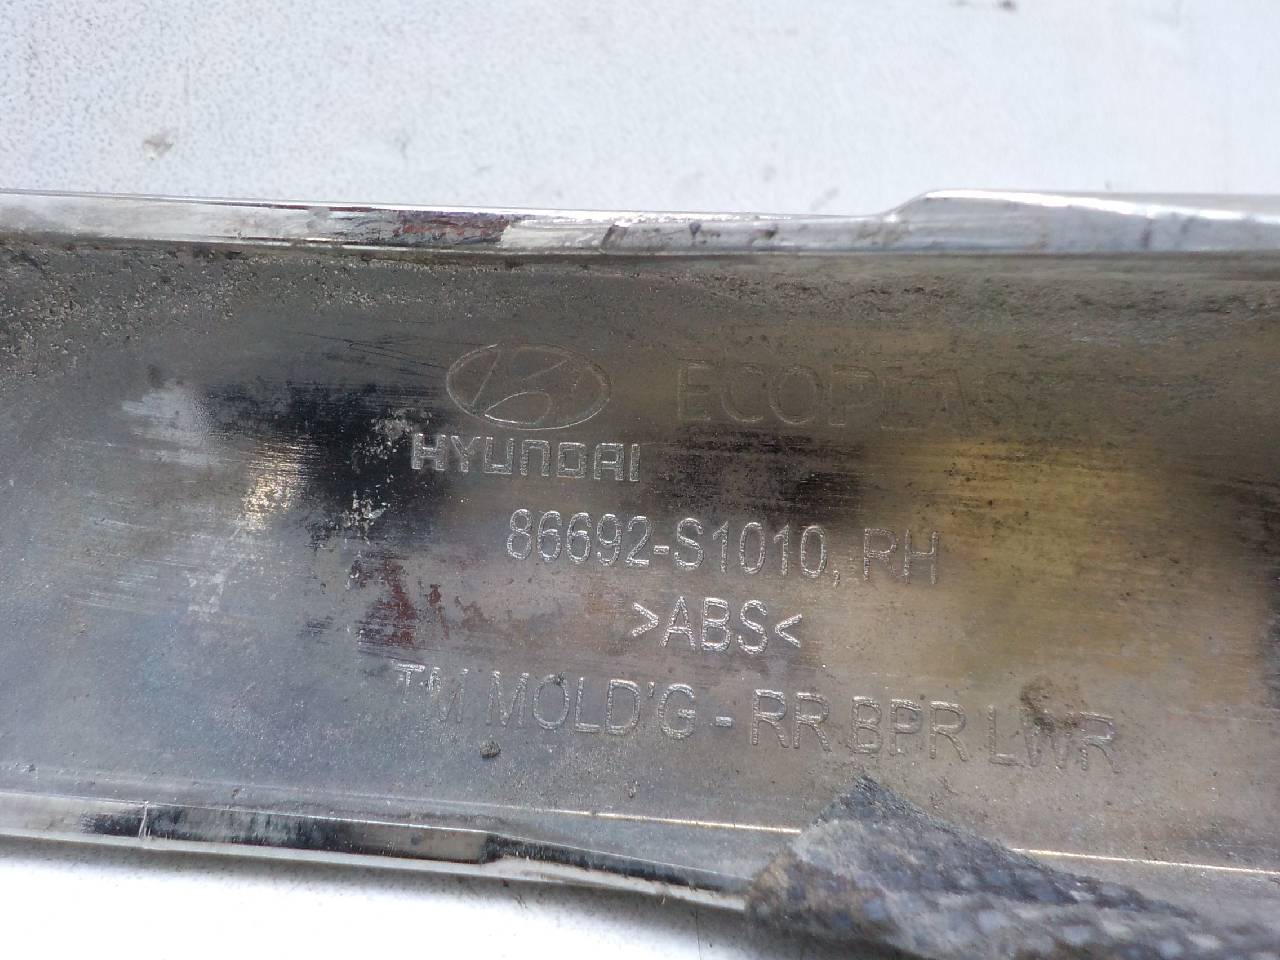 ECOPLAS
HYUNDAI
86692-S1010, RH
>ABS<
TM MOLD'G - RR BPR LWR